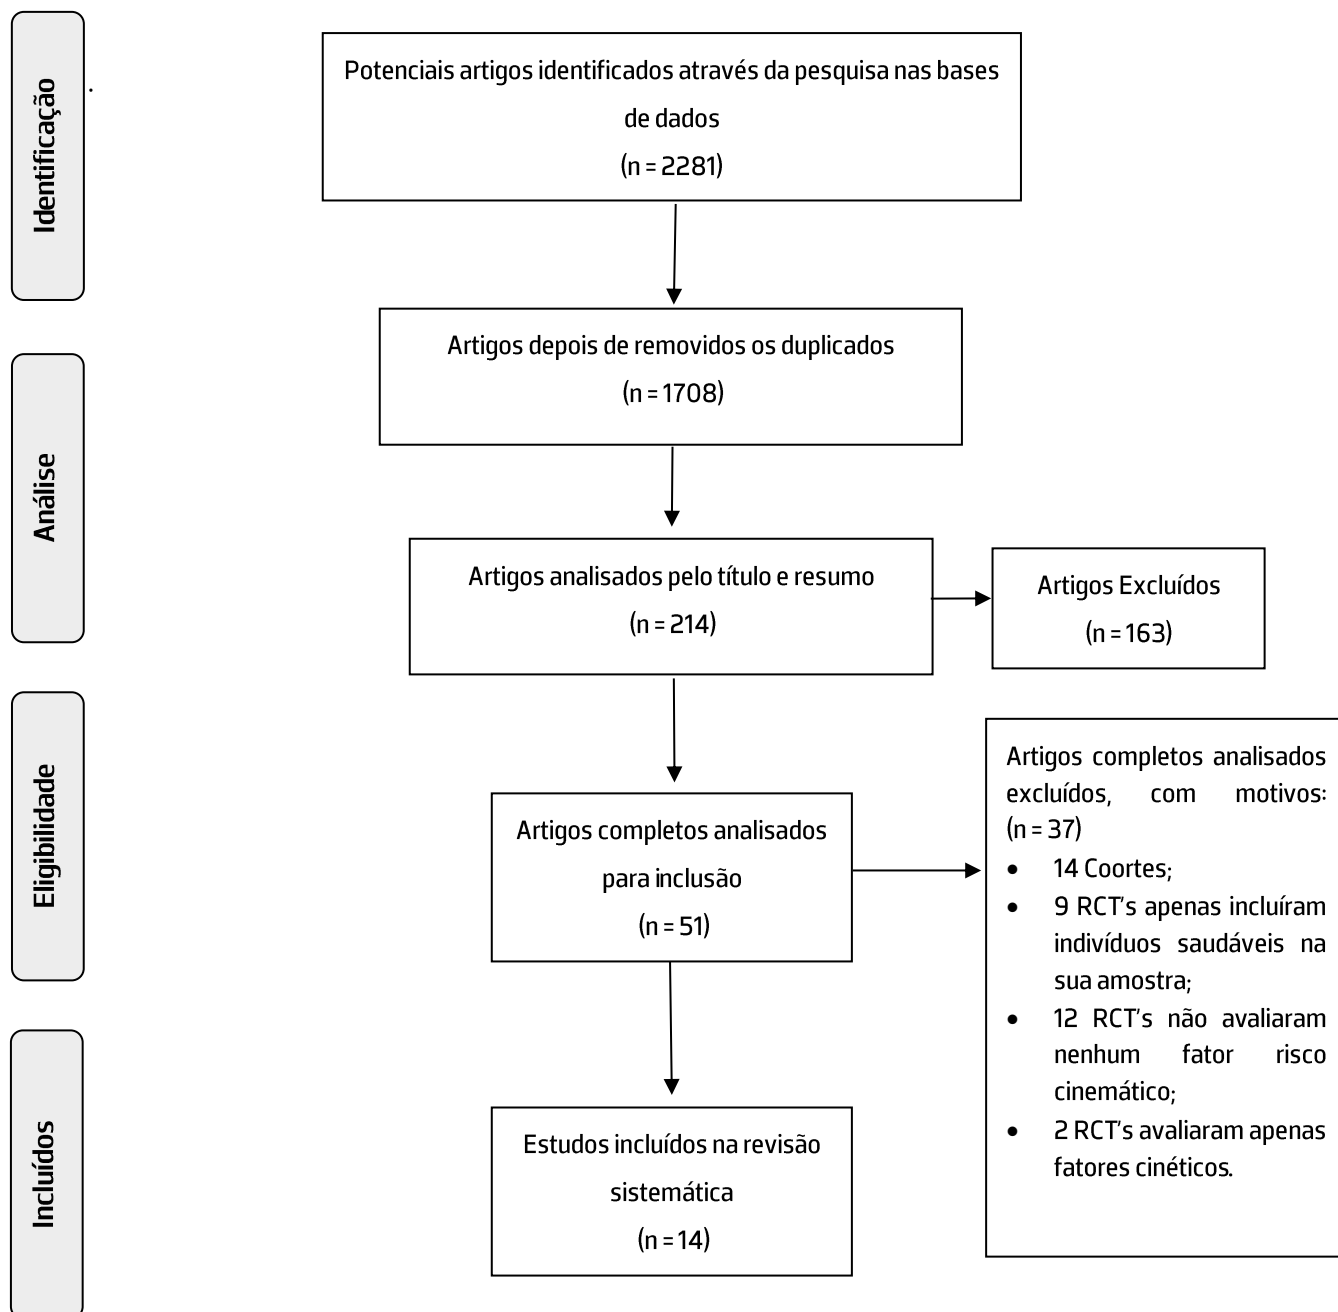 Identificação
Potenciais artigos identificados através da pesquisa nas bases
de dados
(n = 2281)
Análise
Artigos depois de removidos os duplicados
(n = 1708)
Artigos analisados pelo título e resumo
(n = 214)
Artigos Excluídos
(n = 163)
Eligibilidade
Artigos completos analisados
para inclusão
(n = 51)
Artigos completos analisados
excluídos, com motivos:
(n = 37)
• 14 Coortes;
• 9 RCT's apenas incluíram
indivíduos saudáveis na
sua amostra;
• 12 RCT's não avaliaram
nenhum fator risco
cinemático;
• 2 RCT's avaliaram apenas
fatores cinéticos.
Incluídos
Estudos incluídos na revisão
sistemática
(n = 14)